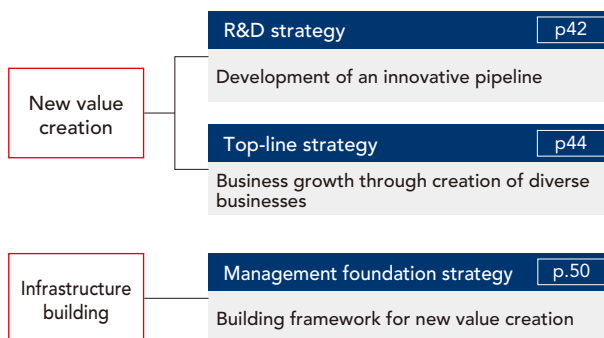 New value
creation
R&D strategy
p42
Development of an innovative pipeline
Top-line strategy
p44
Business growth through creation of diverse
businesses
Infrastructure
building
Management foundation strategy
p.50
Building framework for new value creation